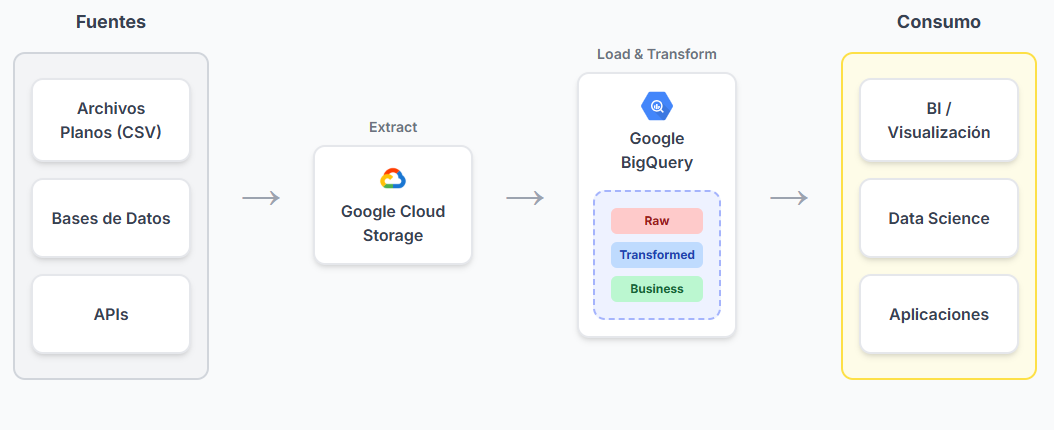 Fuentes
Archivos
Planos (CSV)
Bases de Datos
APIs
Extract
Google Cloud
Storage
Load & Transform
Google
BigQuery
Raw
Transformed
Business
Consumo
BI /
Visualización
Data Science
Aplicaciones